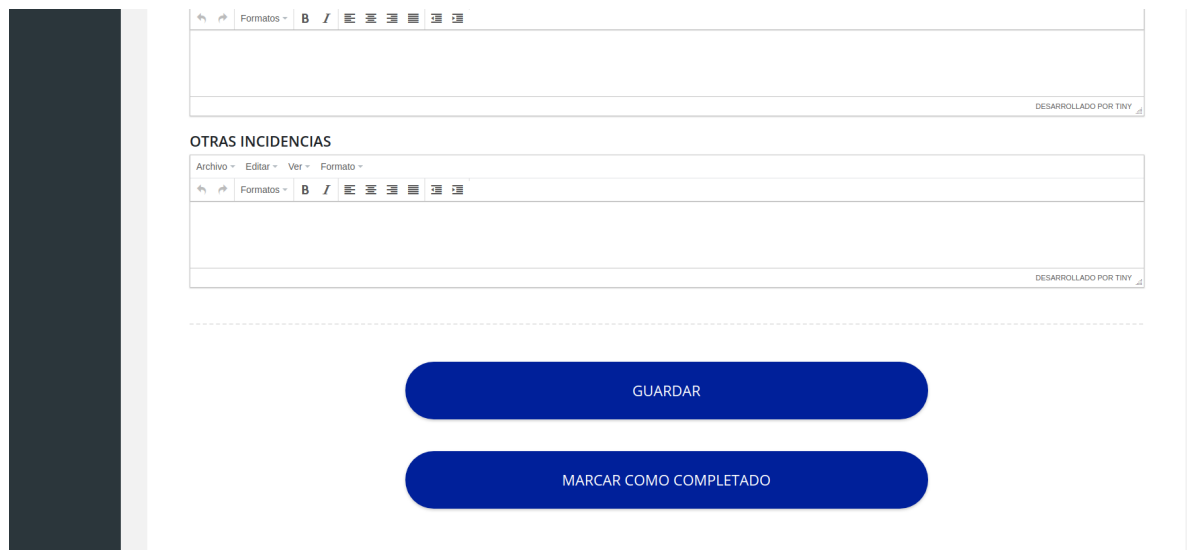 Formatos B I
DESARROLLADO POR TINY
OTRAS INCIDENCIAS
Archivo Editar Ver Formato
Formatos B I
DESARROLLADO POR TINY
GUARDAR
MARCAR COMO COMPLETADO